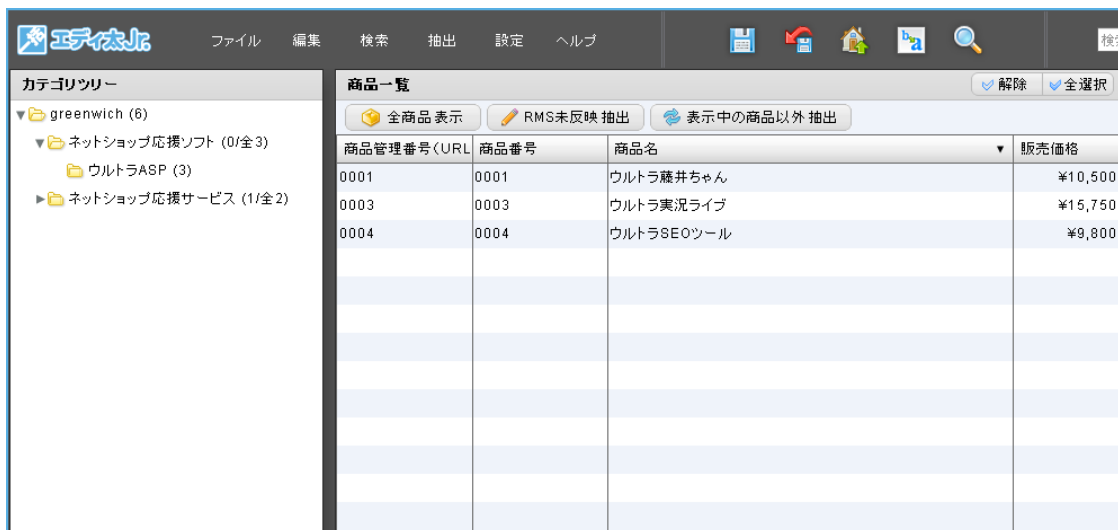 エディ太Jr.
ファイル 編集 検索 抽出 設定 ヘルプ
カテゴリツリー
greenwich (6)
ネットショップ応援ソフト (0/全3)
ウルトラASP (3)
ネットショップ応援サービス (1/全2)
商品一覧 解除 全選択
全商品表示 RMS未反映抽出 表示中の商品以外抽出
商品管理番号(URL 商品番号 商品名 販売価格
0001 0001 ウルトラ藤井ちゃん ¥10,500
0003 0003 ウルトラ実況ライブ ¥15,750
0004 0004 ウルトラSEOツール ¥9,800